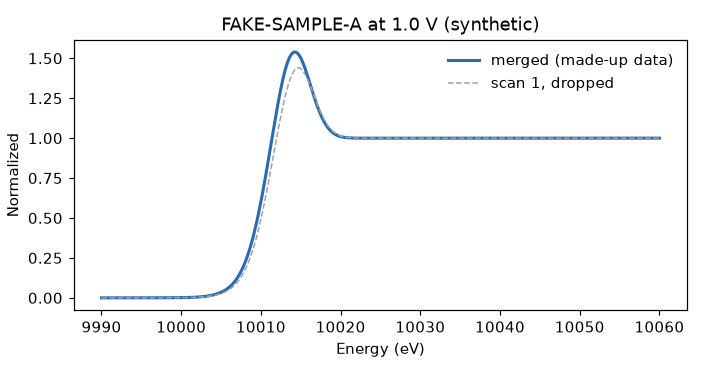 FAKE-SAMPLE-A at 1.0 V (synthetic)
merged (made-up data)
scan 1, dropped
Normalized
1.50
1.25
1.00
0.75
0.50
0.25
0.00
9990 10000 10010 10020 10030 10040 10050 10060
Energy (eV)